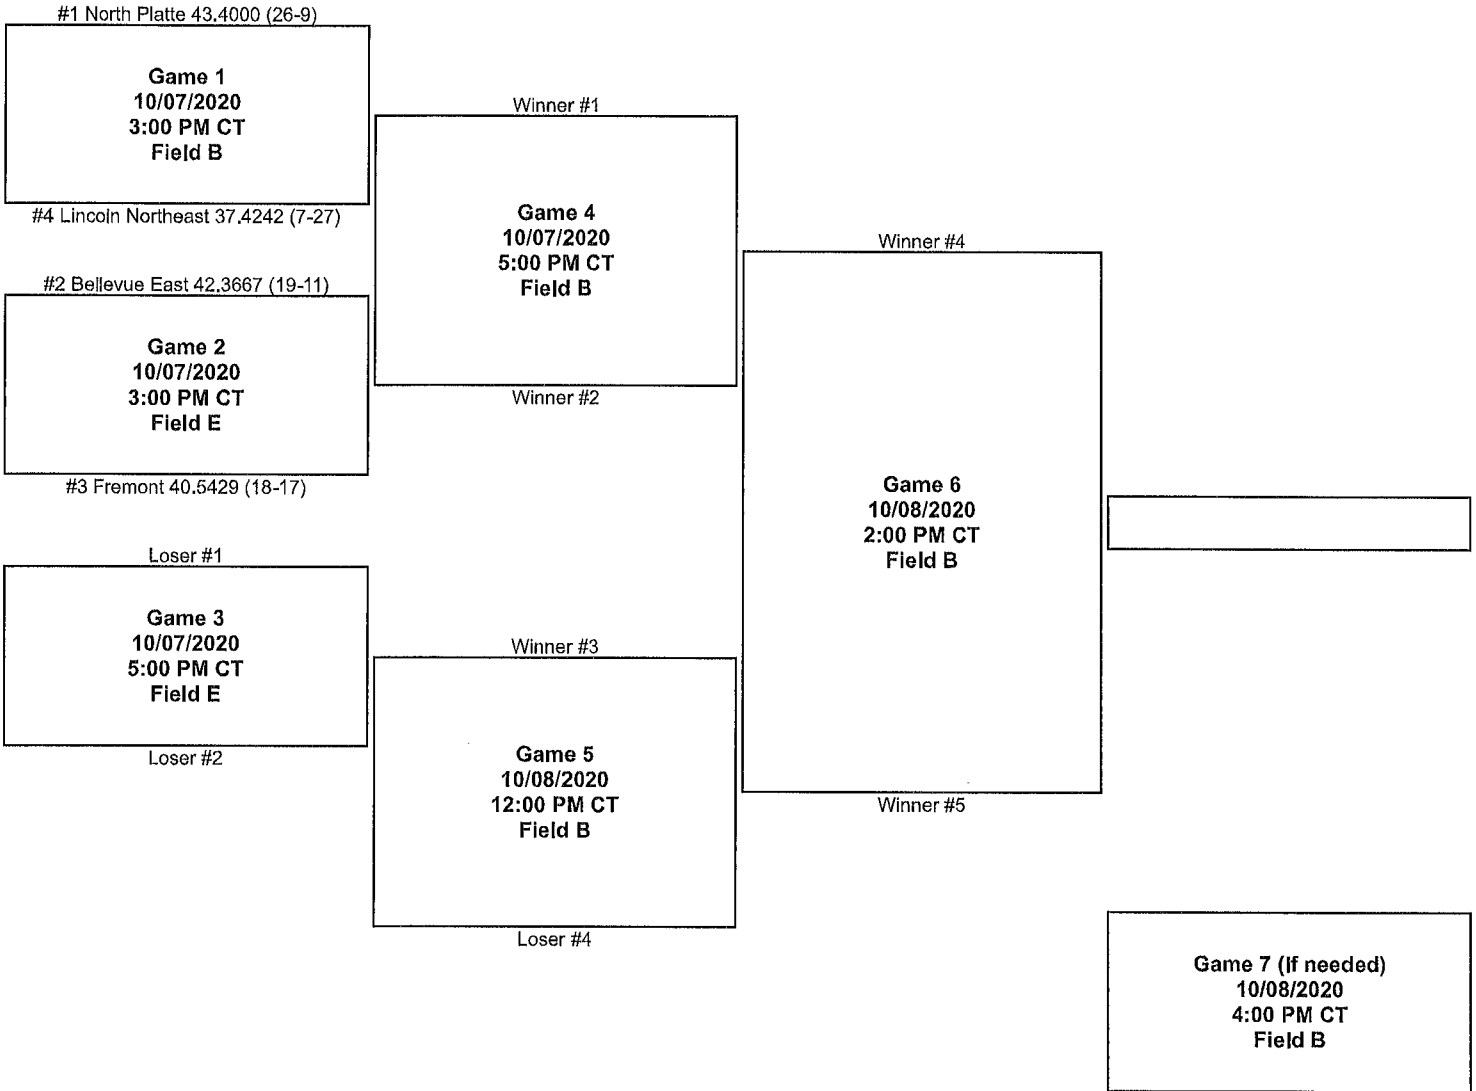 #1 North Platte 43.4000 (26-9)
Game 1
10/07/2020
3:00 PM CT
Field B
#4 Lincoln Northeast 37.4242 (7-27)
#2 Bellevue East 42.3667 (19-11)
Game 2
10/07/2020
3:00 PM CT
Field E
#3 Fremont 40.5429 (18-17)
Loser #1
Game 3
10/07/2020
5:00 PM CT
Field E
Loser #2
Winner #1
Game 4
10/07/2020
5:00 PM CT
Field B
Winner #2
Winner #3
Game 5
10/08/2020
12:00 PM CT
Field B
Loser #4
Winner #4
Game 6
10/08/2020
2:00 PM CT
Field B
Winner #5
Game 7 (If needed)
10/08/2020
4:00 PM CT
Field B